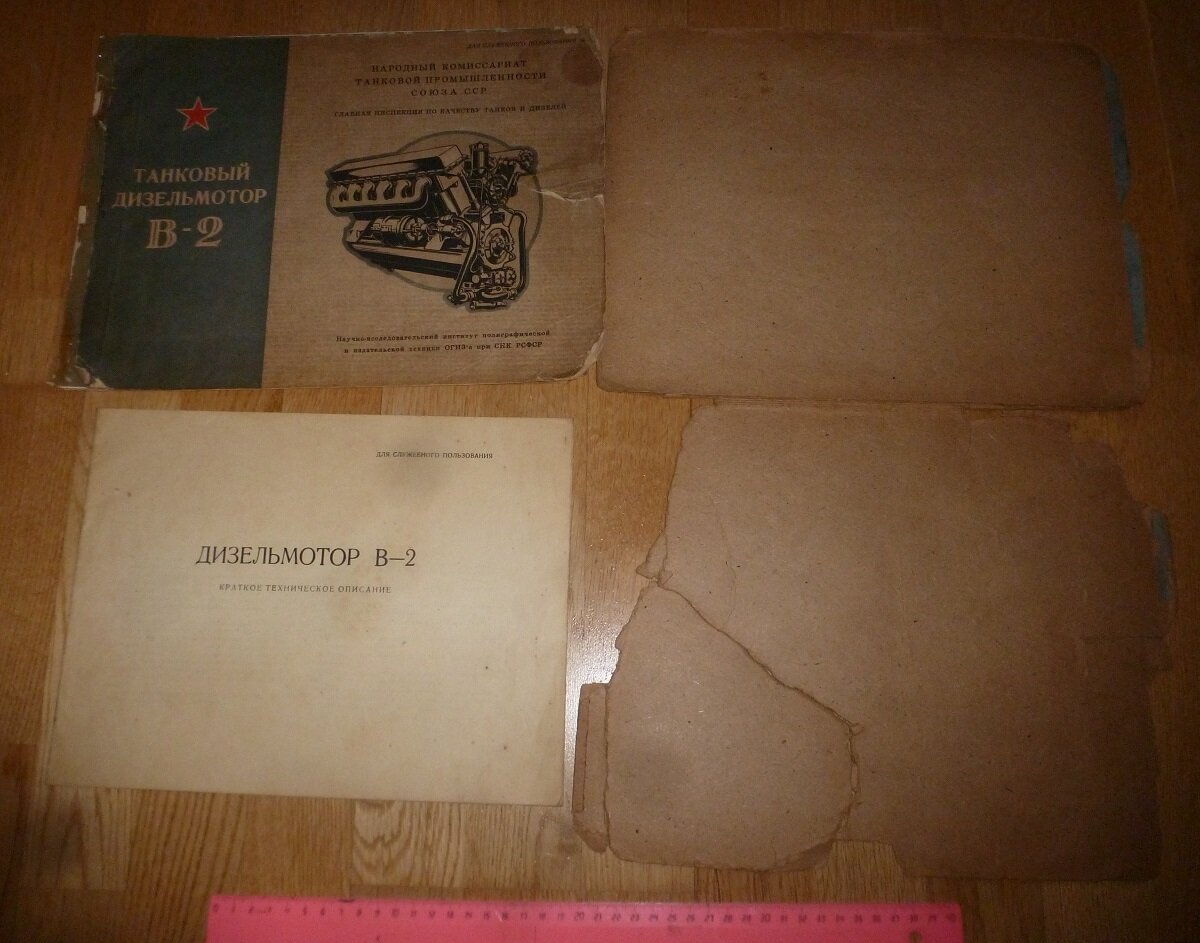 ДЛЯ СЛУЖЕБНОГО ПОЛЬЗОВАНИЯ
НАРОДНЫЙ КОМИССАРИАТ
ТАНКОВОЙ ПРОМЫШЛЕННОСТИ
СОЮЗА ССР
ГЛАВНАЯ ИНСПЕКЦИЯ ПО КАЧЕСТВУ ТАНКОВ И ДИЗЕЛЕЙ
ТАНКОВЫЙ
ДИЗЕЛЬМОТОР
В-2
Научно-исследовательский институт полиграфической
и издательской техники ОГИЗ-а при СНК РСФСР
ДЛЯ СЛУЖЕБНОГО ПОЛЬЗОВАНИЯ
ДИЗЕЛЬМОТОР В—2
КРАТКОЕ ТЕХНИЧЕСКОЕ ОПИСАНИЕ